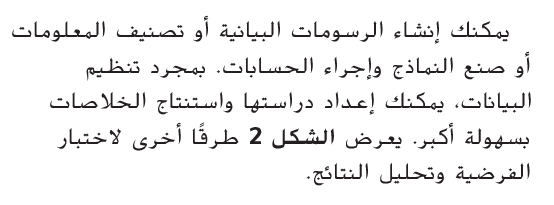 يمكنك إنشاء الرسومات البيانية أو تصنيف المعلومات
أو صنع النماذج وإجراء الحسابات. بمجرد تنظيم
البيانات، يمكنك إعداد دراستها واستنتاج الخلاصات
بسهولة أكبر. يعرض الشكل 2 طرقًا أخرى لاختبار
الفرضية وتحليل النتائج.